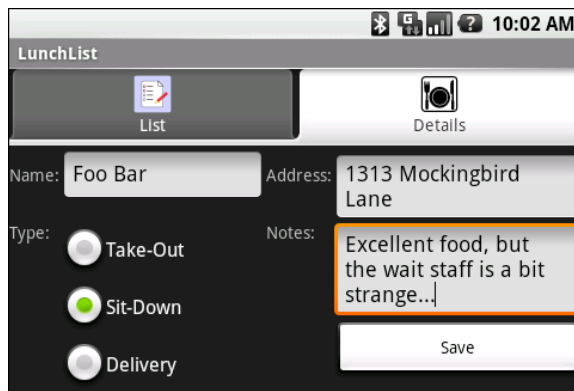 10:02 AM
LunchList
List
Details
Name: Foo Bar
Address: 1313 Mockingbird
Lane
Type:
Take-Out
Sit-Down
Delivery
Notes: Excellent food, but
the wait staff is a bit
strange...
Save